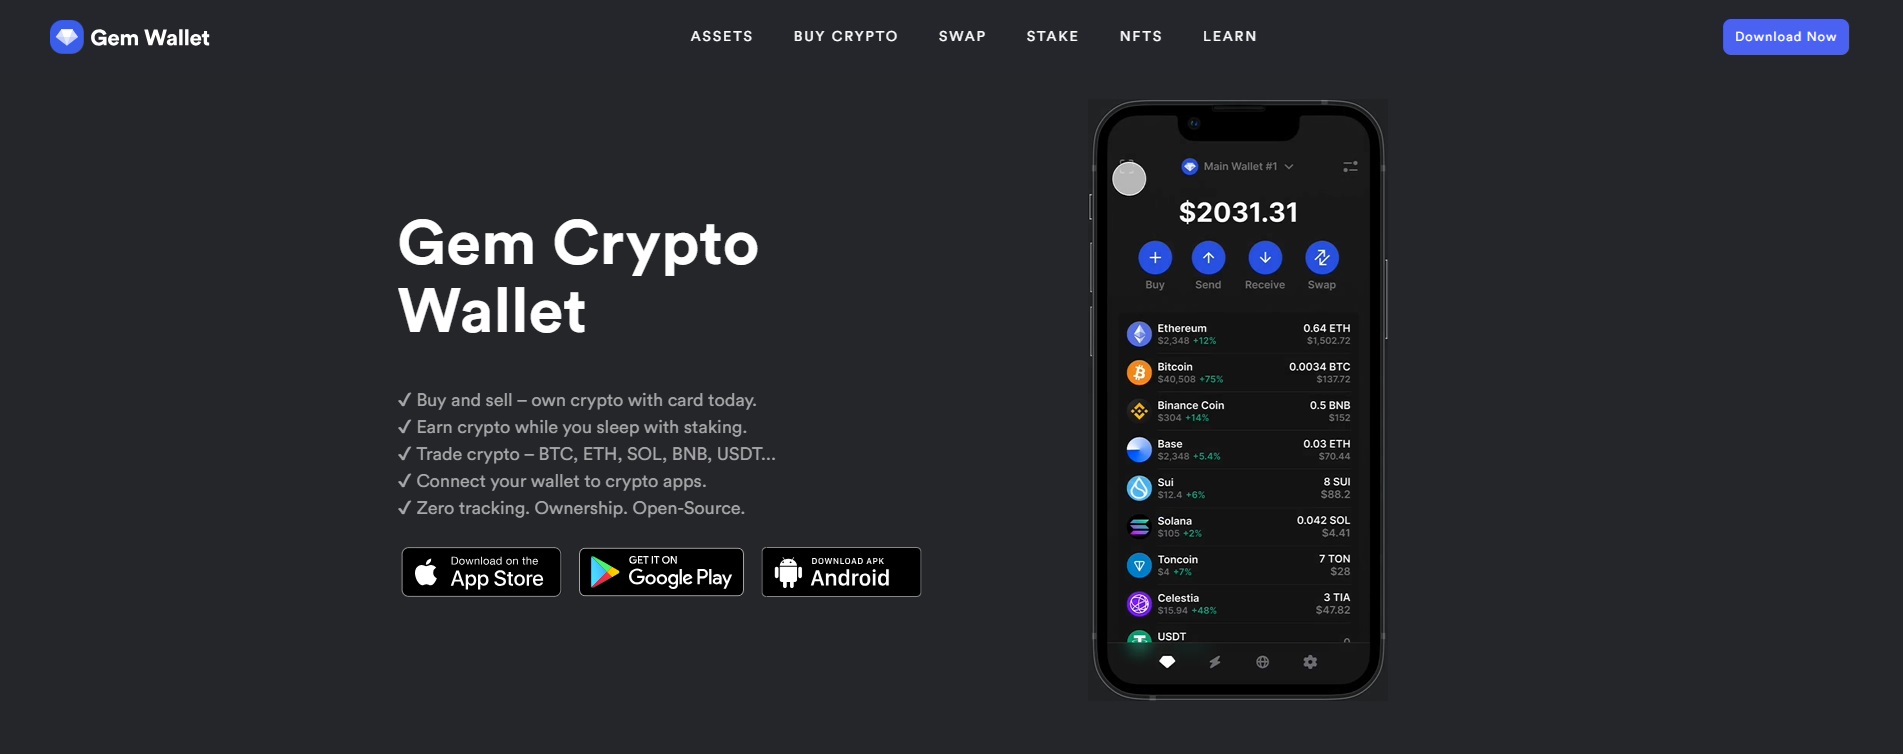 Gem Wallet
ASSETS
BUY CRYPTO
SWAP
STAKE
NFTS
LEARN
Download Now
Gem Crypto
Wallet
✓ Buy and sell – own crypto with card today.
✓ Earn crypto while you sleep with staking.
✓ Trade crypto – BTC, ETH, SOL, BNB, USDT...
✓ Connect your wallet to crypto apps.
✓ Zero tracking. Ownership. Open-Source.
Download on the
App Store
GET IT ON
Google Play
DOWNLOAD APK
Android
Main Wallet #1
$2031.31
Buy
Send
Receive
Swap
Ethereum 0.64 ETH
$2,348 +12% $1,502.72
Bitcoin 0.0034 BTC
$40,508 +75% $137.72
Binance Coin 0.5 BNB
$304 +14% $152
Base 0.03 ETH
$2,348 +5.4% $70.44
Sui 8 SUI
$12.4 +6% $88.2
Solana 0.042 SOL
$105 +2% $4.41
Toncoin 7 TON
$4 +7% $28
Celestia 3 TIA
$15.94 +48% $47.82
USDT